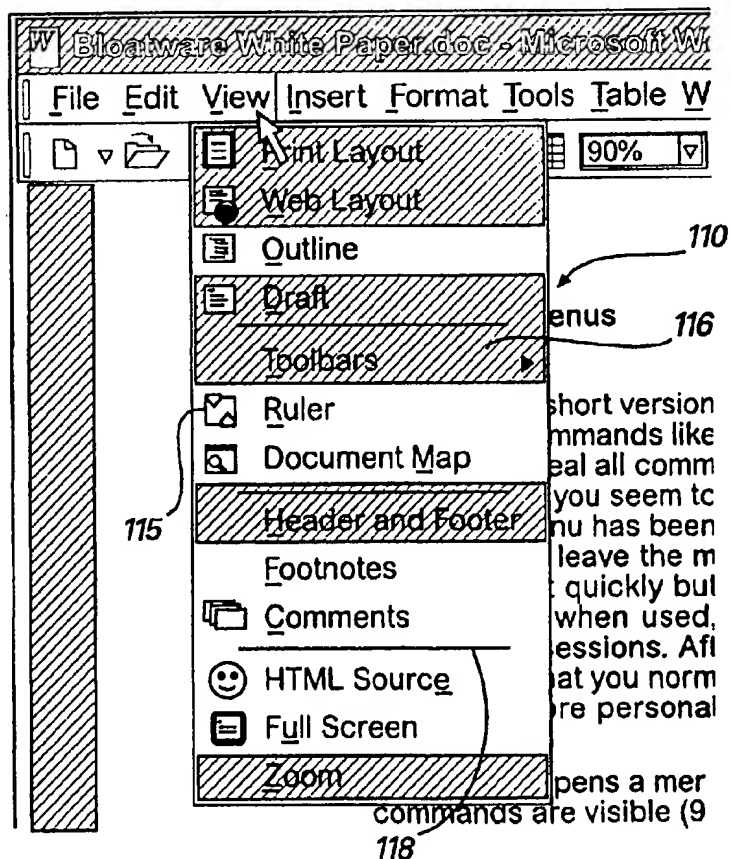 W Bloatware White Paper.doc - Microsoft W
File Edit View Insert Format Tools Table W
90%
Print Layout
Web Layout
Outline
110
Draft
enus
116
Toolbars
Ruler
short version
mmands like
Document Map
eal all comm
you seem to
115
Header and Footer
nu has been
leave the m
Footnotes
quickly but
Comments
when used,
essions. Aft
HTML Source
at you norm
Full Screen
ore personal
Zoom
pens a mer
commands are visible (9
118